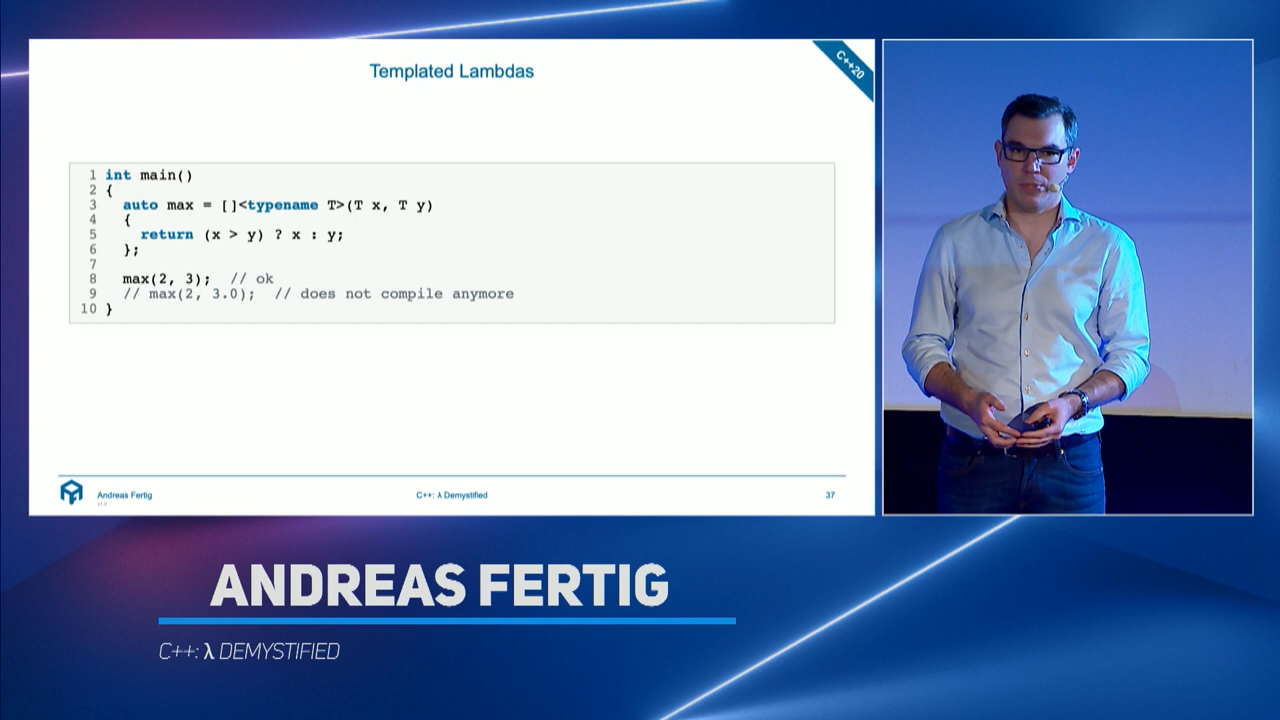 Templated Lambdas
C++20
1 int main()
2 {
3   auto max = []<typename T>(T x, T y)
4   {
5     return (x > y) ? x : y;
6   };
7
8   max(2, 3);  // ok
9   // max(2, 3.0);  // does not compile anymore
10 }
Andreas Fertig
v1.0
C++: λ Demystified
37
ANDREAS FERTIG
C++: λ DEMYSTIFIED